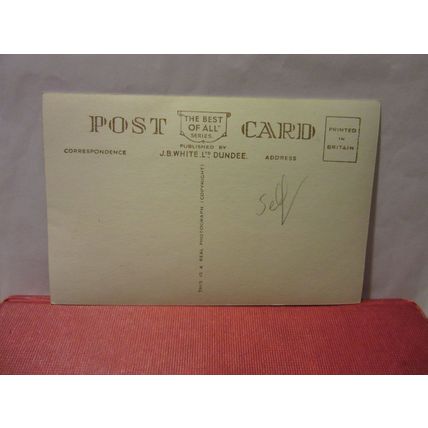 POST CARD
"THE BEST
OF ALL"
SERIES.
PRINTED
IN
BRITAIN
PUBLISHED BY
J.B. WHITE LTD DUNDEE.
CORRESPONDENCE
ADDRESS
THIS IS A REAL PHOTOGRAPH (COPYRIGHT)
self